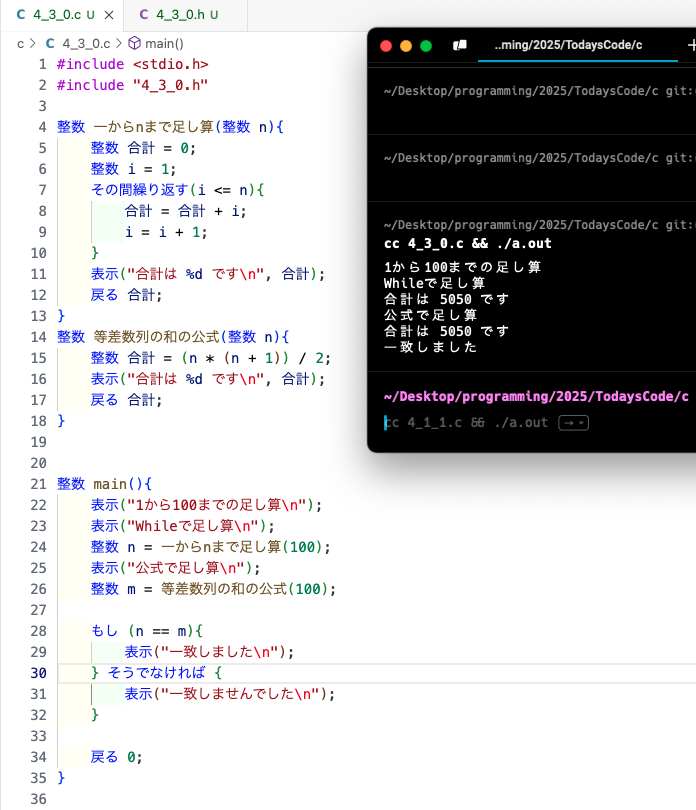 4_3_0.c U
4_3_0.h U
c > 4_3_0.c > main()
1 #include <stdio.h>
2 #include "4_3_0.h"
3
4 整数 一からnまで足し算(整数 n){
5 整数 合計 = 0;
6 整数 i = 1;
7 その間繰り返す(i <= n){
8 合計 = 合計 + i;
9 i = i + 1;
10 }
11 表示("合計は %d です\n", 合計);
12 戻る 合計;
13 }
14 整数 等差数列の和の公式(整数 n){
15 整数 合計 = (n * (n + 1)) / 2;
16 表示("合計は %d です\n", 合計);
17 戻る 合計;
18 }
19
20
21 整数 main(){
22 表示("1から100までの足し算\n");
23 表示("Whileで足し算\n");
24 整数 n = 一からnまで足し算(100);
25 表示("公式で足し算\n");
26 整数 m = 等差数列の和の公式(100);
27
28 もし (n == m){
29 表示("一致しました\n");
30 } そうでなければ {
31 表示("一致しませんでした\n");
32 }
33
34 戻る 0;
35 }
36
..ming/2025/TodaysCode/c
~/Desktop/programming/2025/TodaysCode/c git:
~/Desktop/programming/2025/TodaysCode/c git:
~/Desktop/programming/2025/TodaysCode/c git:
cc 4_3_0.c && ./a.out
1から100までの足し算
Whileで足し算
合計は 5050 です
公式で足し算
合計は 5050 です
一致しました
~/Desktop/programming/2025/TodaysCode/c
cc 4_1_1.c && ./a.out